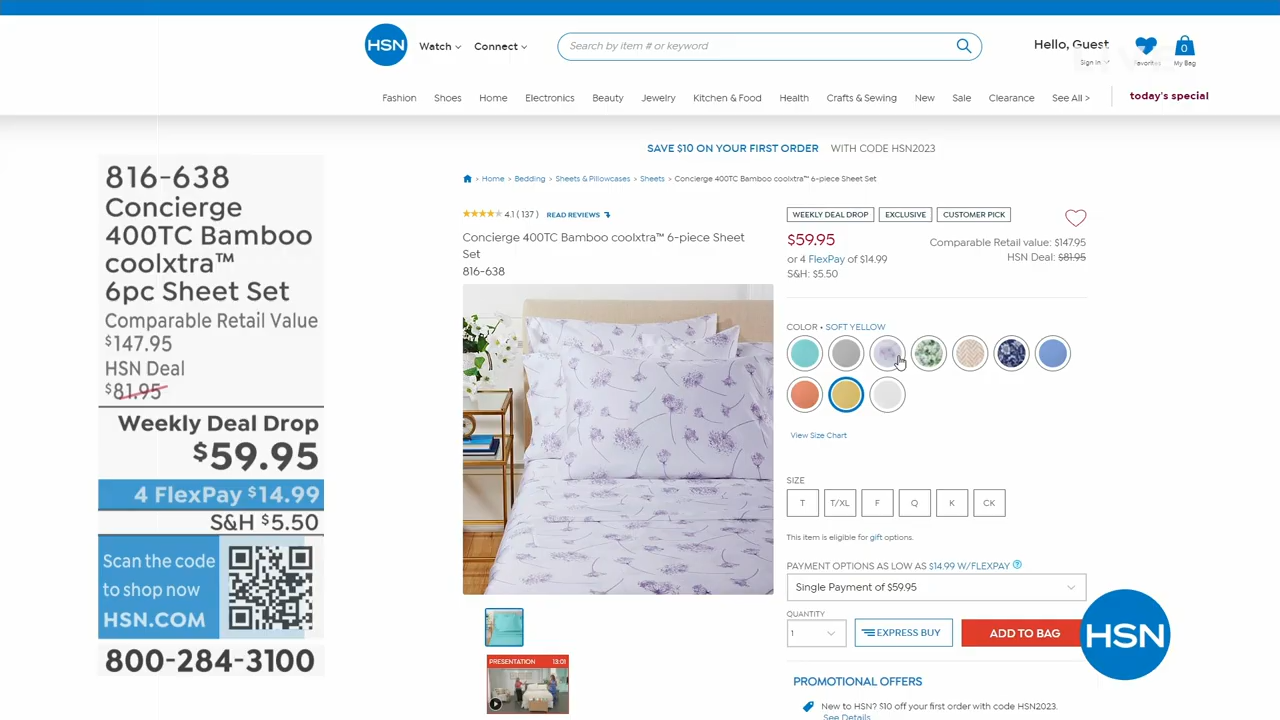 HSN
Watch
Connect
Search by item # or keyword
Hello, Guest
Sign In
Favorites
0
My Bag
Fashion
Shoes
Home
Electronics
Beauty
Jewelry
Kitchen & Food
Health
Crafts & Sewing
New
Sale
Clearance
See All >
today's special
SAVE $10 ON YOUR FIRST ORDER WITH CODE HSN2023
Home > Bedding > Sheets & Pillowcases > Sheets > Concierge 400TC Bamboo coolxtra™ 6-piece Sheet Set
816-638
Concierge
400TC Bamboo
coolxtra™
6pc Sheet Set
Comparable Retail Value
$147.95
HSN Deal
$81.95
Weekly Deal Drop
$59.95
4 FlexPay $14.99
S&H $5.50
Scan the code
to shop now
HSN.COM
800-284-3100
4.1 ( 137 ) READ REVIEWS
Concierge 400TC Bamboo coolxtra™ 6-piece Sheet
Set
816-638
PRESENTATION 13:01
WEEKLY DEAL DROP
EXCLUSIVE
CUSTOMER PICK
$59.95
Comparable Retail value: $147.95
or 4 FlexPay of $14.99
HSN Deal: $81.95
S&H: $5.50
COLOR • SOFT YELLOW
View Size Chart
SIZE
T
T/XL
F
Q
K
CK
This item is eligible for gift options.
PAYMENT OPTIONS AS LOW AS $14.99 W/FLEXPAY
Single Payment of $59.95
QUANTITY
1
EXPRESS BUY
ADD TO BAG
HSN
PROMOTIONAL OFFERS
New to HSN? $10 off your first order with code HSN2023.
See Details